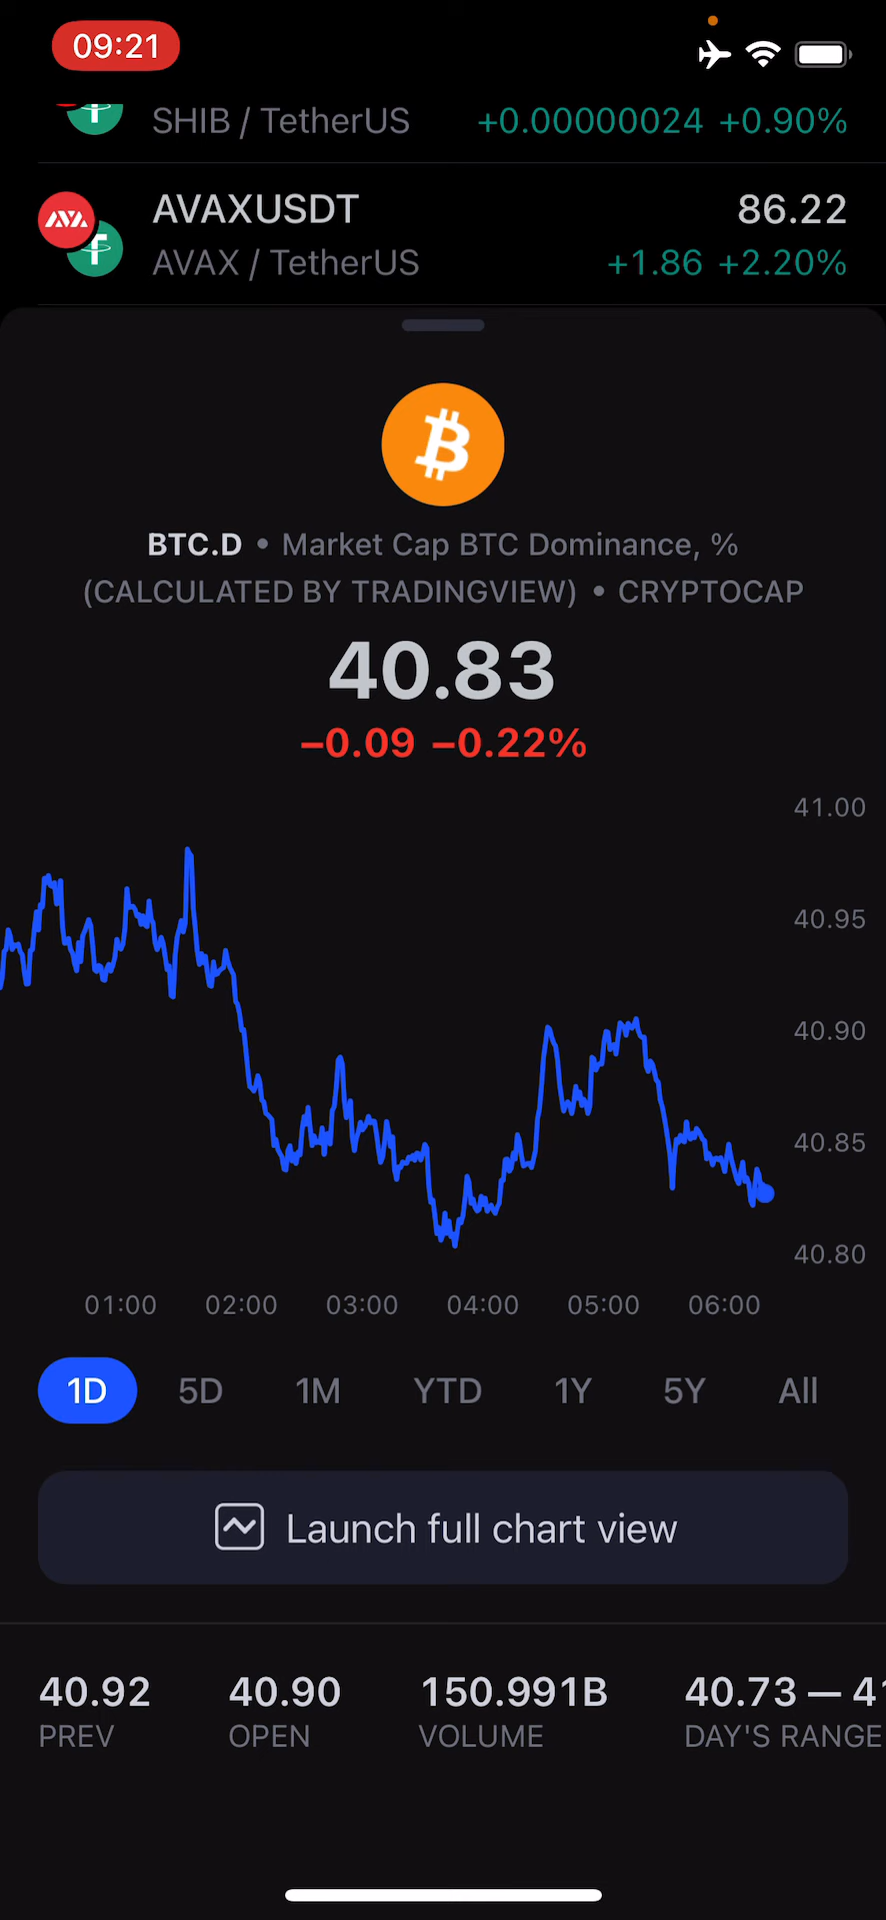 09:21
SHIB / TetherUS +0.00000024 +0.90%
AVAXUSDT 86.22
AVAX / TetherUS +1.86 +2.20%
BTC.D • Market Cap BTC Dominance, %
(CALCULATED BY TRADINGVIEW) • CRYPTOCAP
40.83
−0.09 −0.22%
41.00
40.95
40.90
40.85
40.80
01:00 02:00 03:00 04:00 05:00 06:00
1D 5D 1M YTD 1Y 5Y All
Launch full chart view
40.92 40.90 150.991B 40.73 — 4
PREV OPEN VOLUME DAY'S RANGE